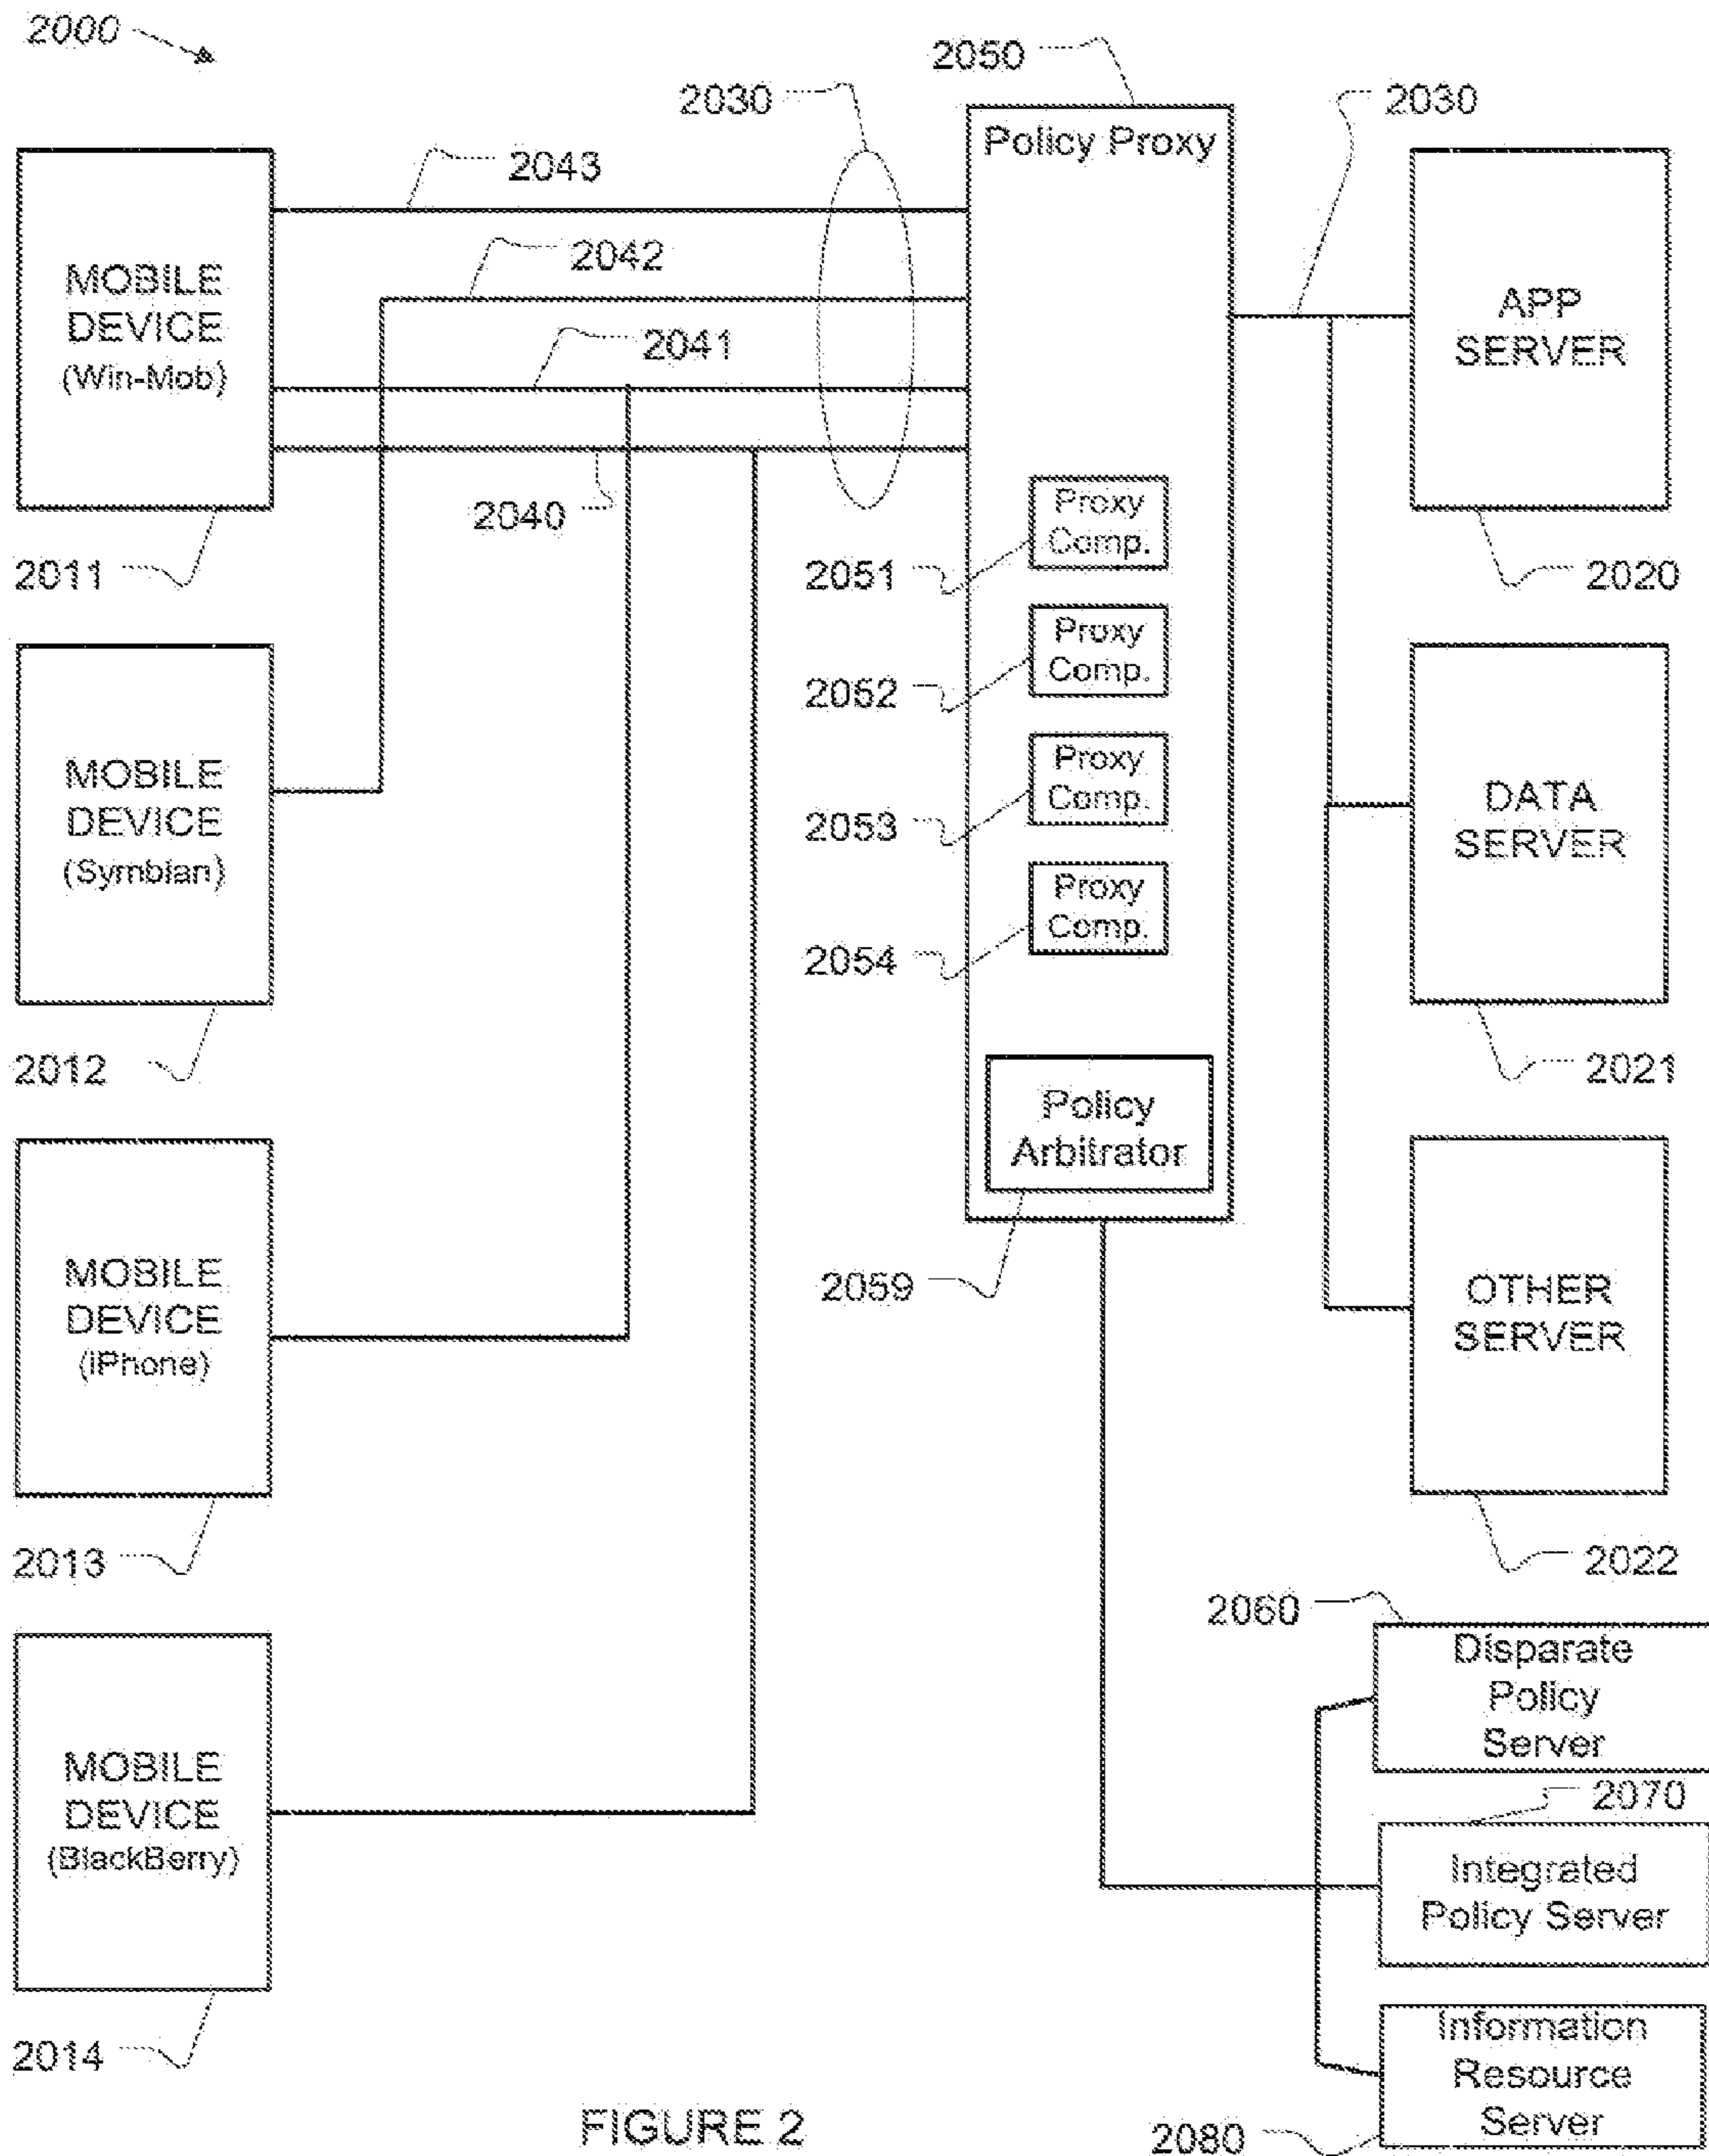 2000
2050
2030
2030
Policy Proxy
2043
MOBILE
DEVICE
(Win-Mob)
2042
2041
2040
APP
SERVER
Proxy
Comp.
2051
2011
2020
Proxy
Comp.
2052
MOBILE
DEVICE
(Symbian)
Proxy
Comp.
2053
DATA
SERVER
Proxy
Comp.
2054
2012
2021
Policy
Arbitrator
2059
MOBILE
DEVICE
(iPhone)
OTHER
SERVER
2013
2022
2060
Disparate
Policy
Server
MOBILE
DEVICE
(BlackBerry)
2070
Integrated
Policy Server
2014
Information
Resource
Server
2080
FIGURE 2